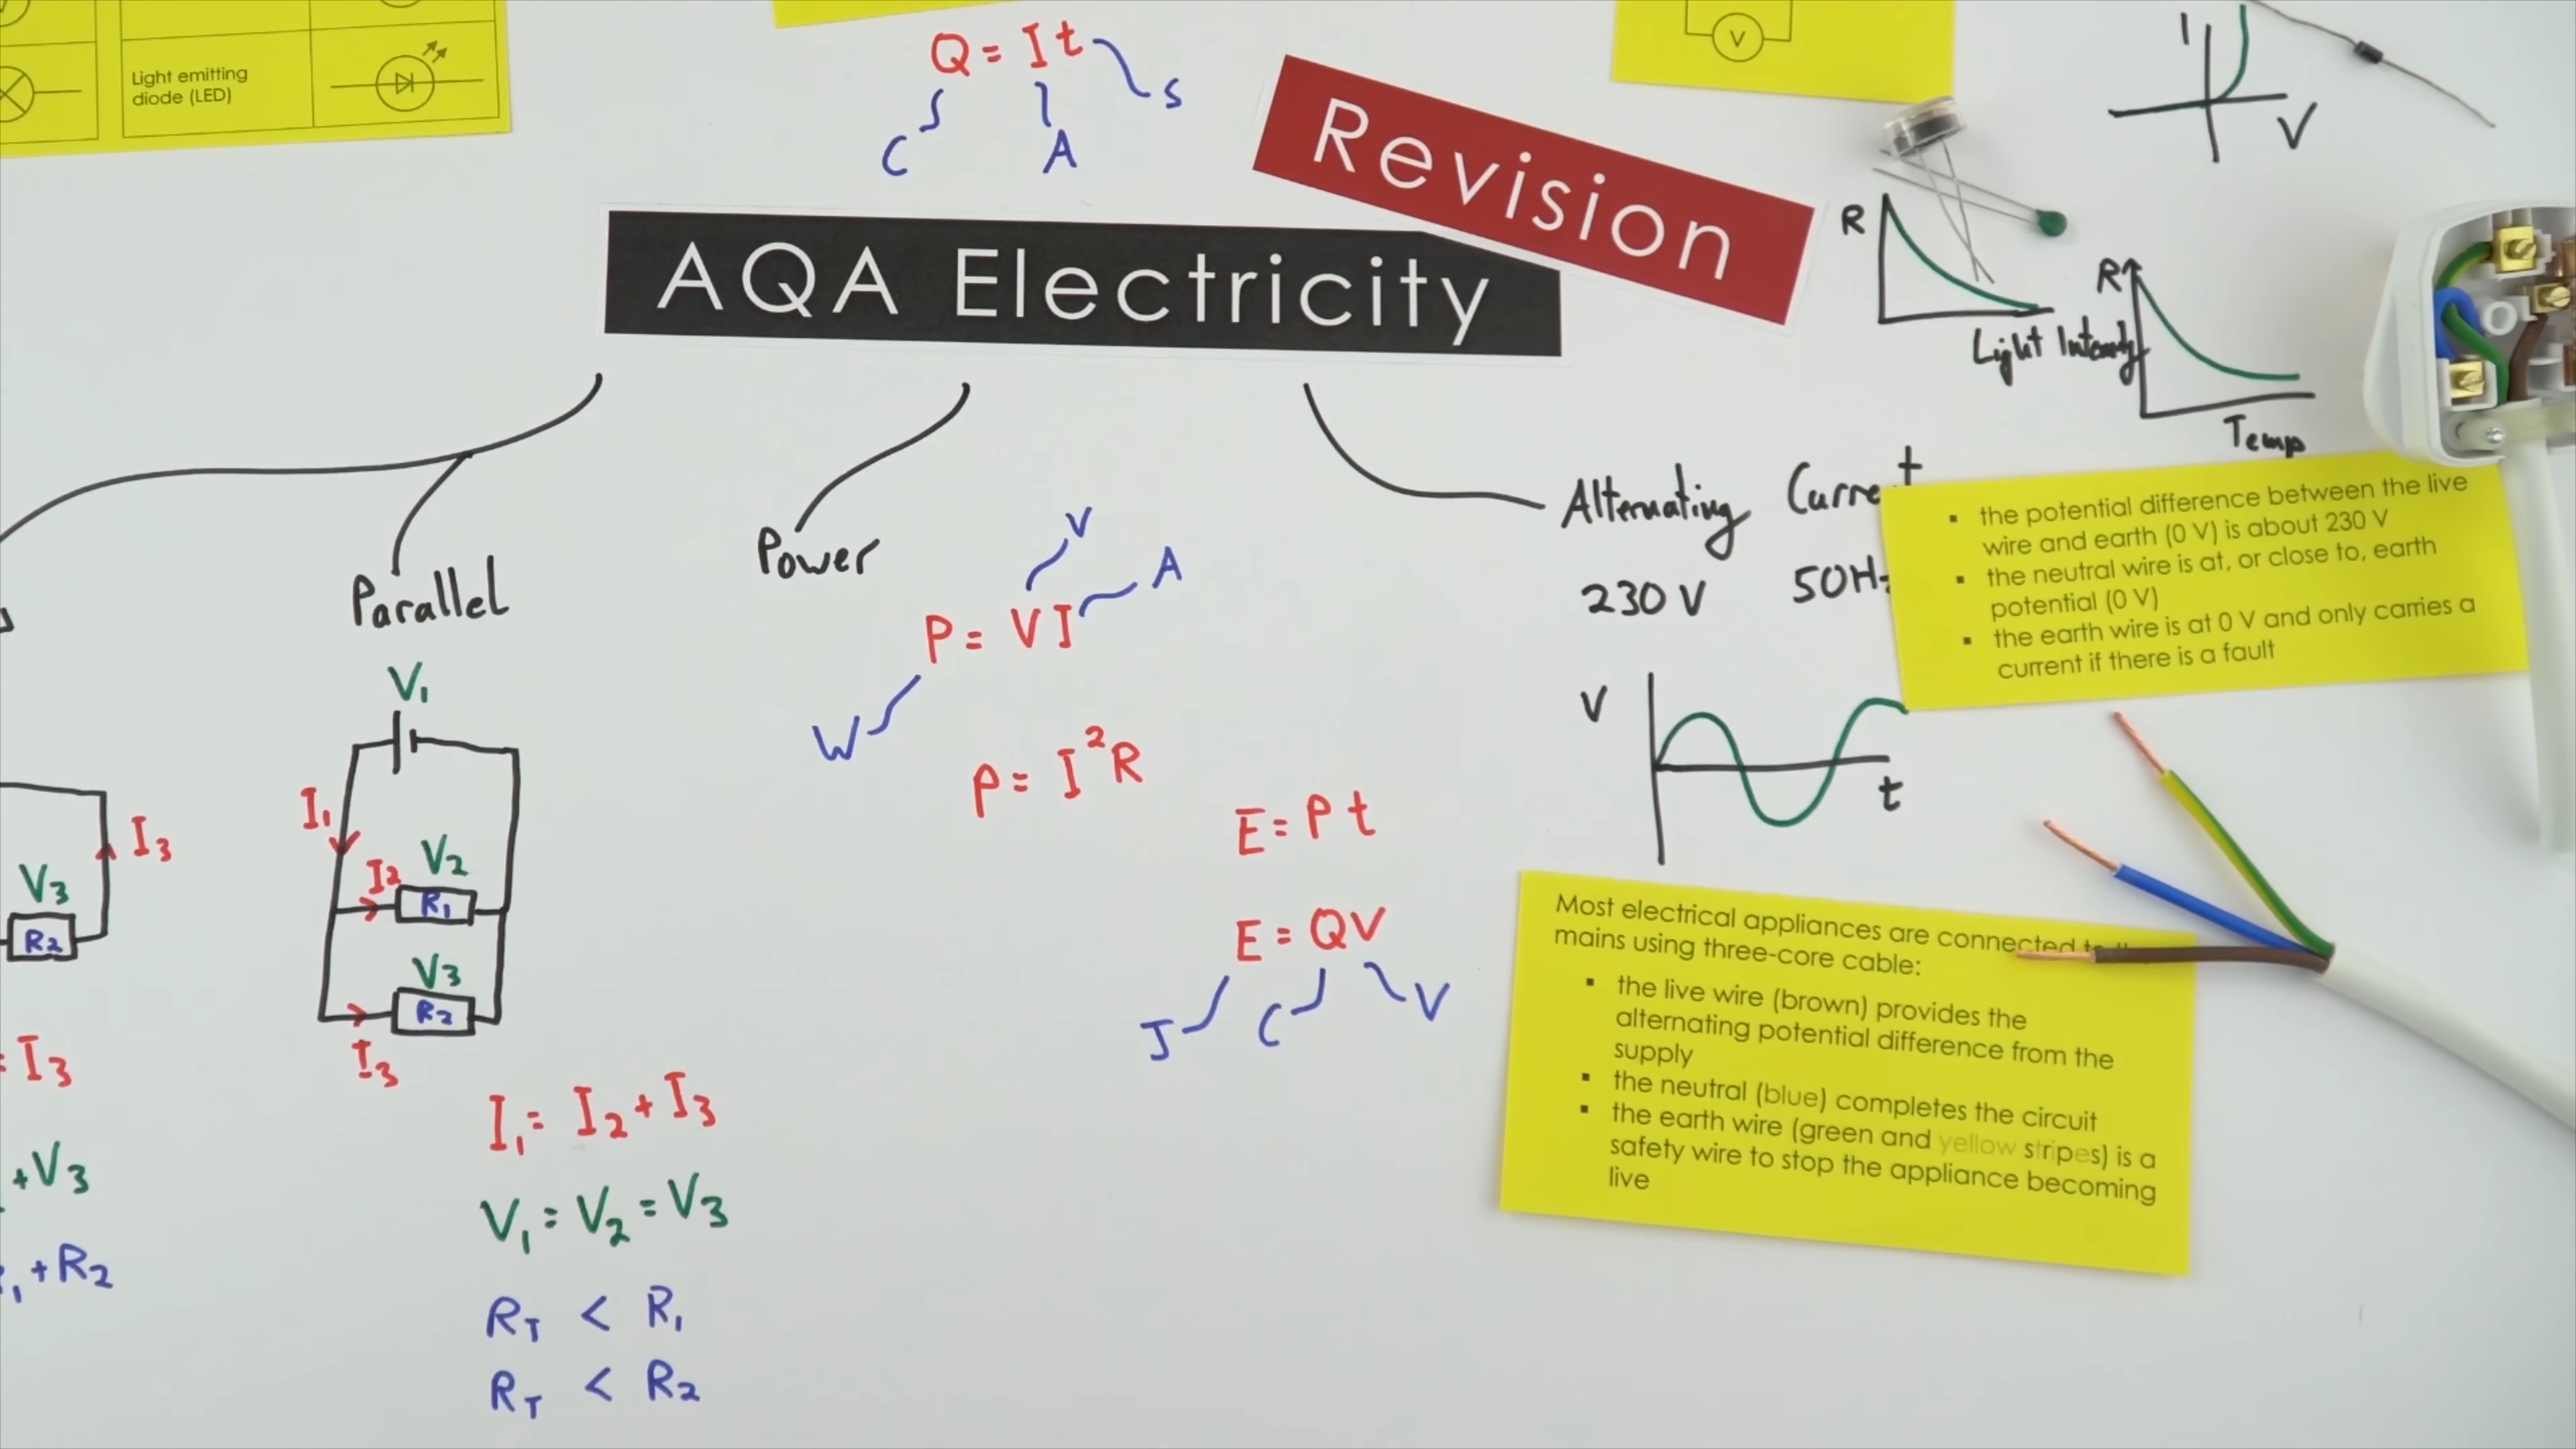 Light emitting
diode (LED)
Q = It
C
A
s
V
I
V
Revision
AQA Electricity
R
Light Intensity
R
Temp
Parallel
V₁
I₁
I₂
V₂
R₁
V₃
R₂
I₃
I₃
V₃
R₂
= I₃
+V₃
+R₂
I₁ = I₂ + I₃
V₁ = V₂ = V₃
R_T < R₁
R_T < R₂
Power
P = VI
V
A
W
P = I²R
E = Pt
E = QV
J
C
V
Alternating Current
230 V 50Hz
V
t
▪ the potential difference between the live
wire and earth (0 V) is about 230 V
▪ the neutral wire is at, or close to, earth
potential (0 V)
▪ the earth wire is at 0 V and only carries a
current if there is a fault
Most electrical appliances are connected to
mains using three-core cable:
▪ the live wire (brown) provides the
alternating potential difference from the
supply
▪ the neutral (blue) completes the circuit
▪ the earth wire (green and yellow stripes) is a
safety wire to stop the appliance becoming
live